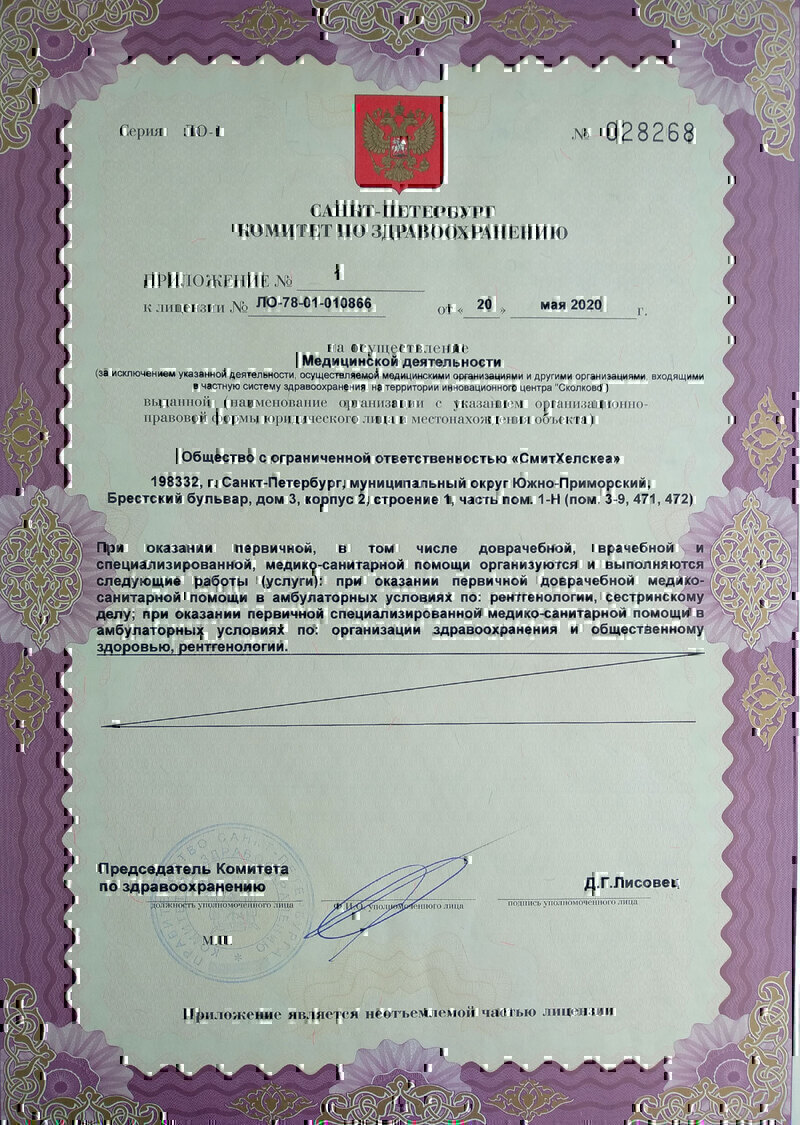 Серия ЛО-1
№ 028268
САНКТ-ПЕТЕРБУРГ
КОМИТЕТ ПО ЗДРАВООХРАНЕНИЮ
ПРИЛОЖЕНИЕ № 1
к лицензии № ЛО-78-01-010866 от « 20 » мая 2020 г.
на осуществление
Медицинской деятельности
(за исключением указанной деятельности, осуществляемой медицинскими организациями и другими организациями, входящими
в частную систему здравоохранения на территории инновационного центра "Сколково")
выданной (наименование организации с указанием организационно-
правовой формы юридического лица и местонахождения объекта)
Общество с ограниченной ответственностью «СмитХелскеа»
198332, г. Санкт-Петербург, муниципальный округ Южно-Приморский,
Брестский бульвар, дом 3, корпус 2, строение 1, часть пом. 1-Н (пом. 3-9, 471, 472)
При оказании первичной, в том числе доврачебной, врачебной и
специализированной, медико-санитарной помощи организуются и выполняются
следующие работы (услуги): при оказании первичной доврачебной медико-
санитарной помощи в амбулаторных условиях по: рентгенологии, сестринскому
делу; при оказании первичной специализированной медико-санитарной помощи в
амбулаторных условиях по: организации здравоохранения и общественному
здоровью, рентгенологии.
Председатель Комитета
по здравоохранению
Д.Г.Лисовец
должность уполномоченного лица
Ф.И.О. уполномоченного лица
подпись уполномоченного лица
М.П.
Приложение является неотъемлемой частью лицензии